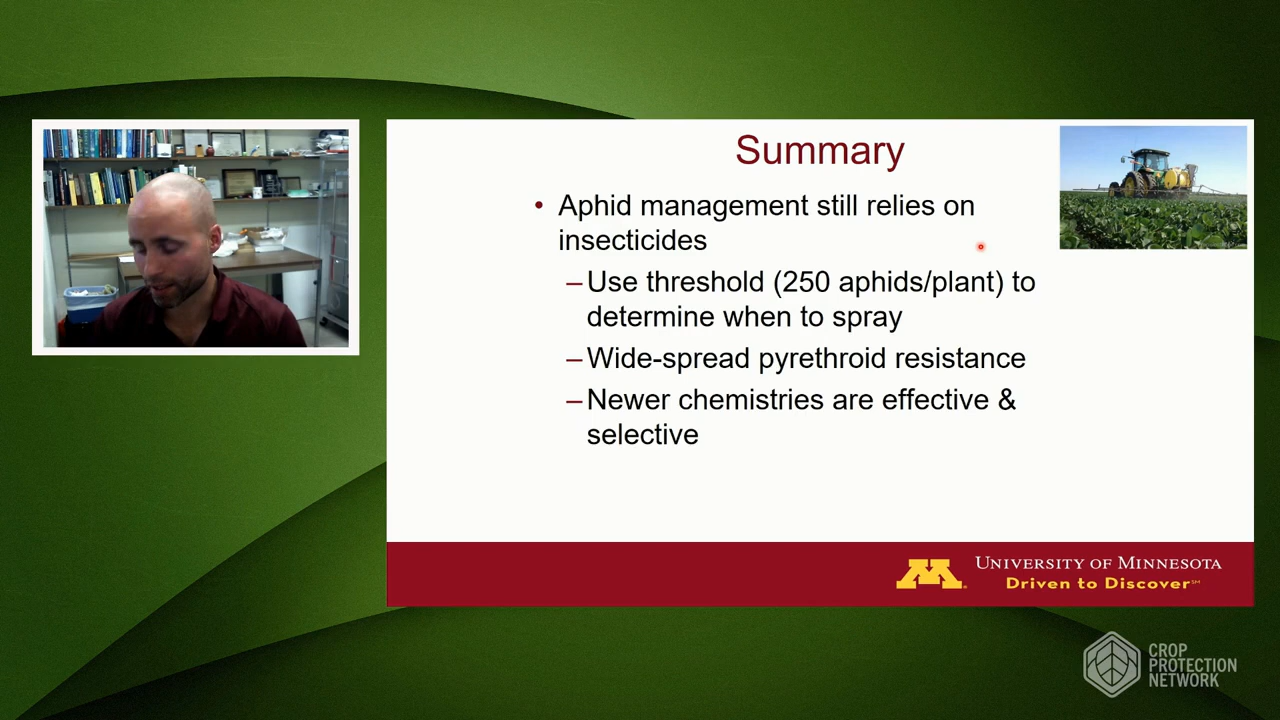 Summary
• Aphid management still relies on
insecticides
–Use threshold (250 aphids/plant) to
determine when to spray
–Wide-spread pyrethroid resistance
–Newer chemistries are effective &
selective
UNIVERSITY OF MINNESOTA
Driven to Discover℠
CROP
PROTECTION
NETWORK